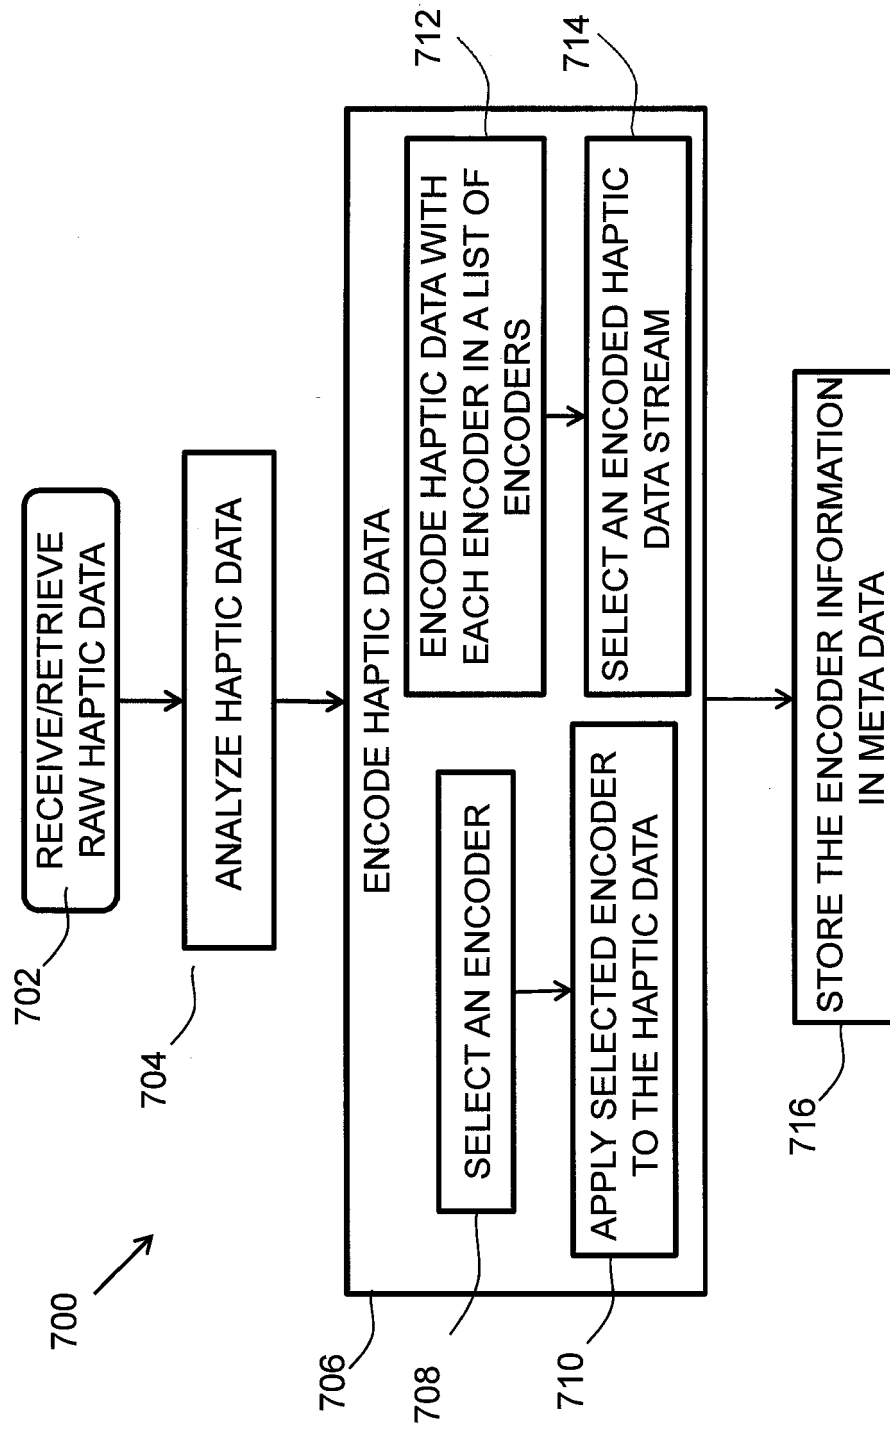 700
702
RECEIVE/RETRIEVE
RAW HAPTIC DATA
704
ANALYZE HAPTIC DATA
706
ENCODE HAPTIC DATA
708
SELECT AN ENCODER
710
APPLY SELECTED ENCODER
TO THE HAPTIC DATA
712
ENCODE HAPTIC DATA WITH
EACH ENCODER IN A LIST OF
ENCODERS
714
SELECT AN ENCODED HAPTIC
DATA STREAM
716
STORE THE ENCODER INFORMATION
IN META DATA